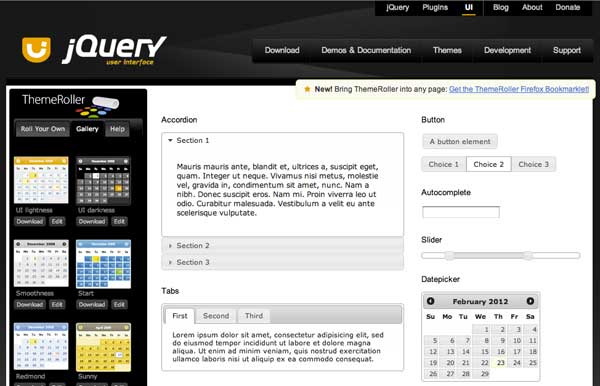 jQuery Plugins UI Blog About Donate
jQuery
user interface
Download Demos & Documentation Themes Development Support
New! Bring ThemeRoller into any page: Get the ThemeRoller Firefox Bookmarklet!
ThemeRoller
Roll Your Own Gallery Help
UI lightness UI darkness
Download Edit Download Edit
Smoothness Start
Download Edit Download Edit
Redmond Sunny
Accordion
Section 1
Mauris mauris ante, blandit et, ultrices a, suscipit eget,
quam. Integer ut neque. Vivamus nisi metus, molestie
vel, gravida in, condimentum sit amet, nunc. Nam a
nibh. Donec suscipit eros. Nam mi. Proin viverra leo ut
odio. Curabitur malesuada. Vestibulum a velit eu ante
scelerisque vulputate.
Section 2
Section 3
Tabs
First Second Third
Lorem ipsum dolor sit amet, consectetur adipisicing elit, sed
do eiusmod tempor incididunt ut labore et dolore magna
aliqua. Ut enim ad minim veniam, quis nostrud exercitation
ullamco laboris nisi ut aliquip ex ea commodo consequat.
Button
A button element
Choice 1 Choice 2 Choice 3
Autocomplete
Slider
Datepicker
February 2012
Su Mo Tu We Th Fr Sa
1 2 3 4
5 6 7 8 9 10 11
12 13 14 15 16 17 18
19 20 21 22 23 24 25